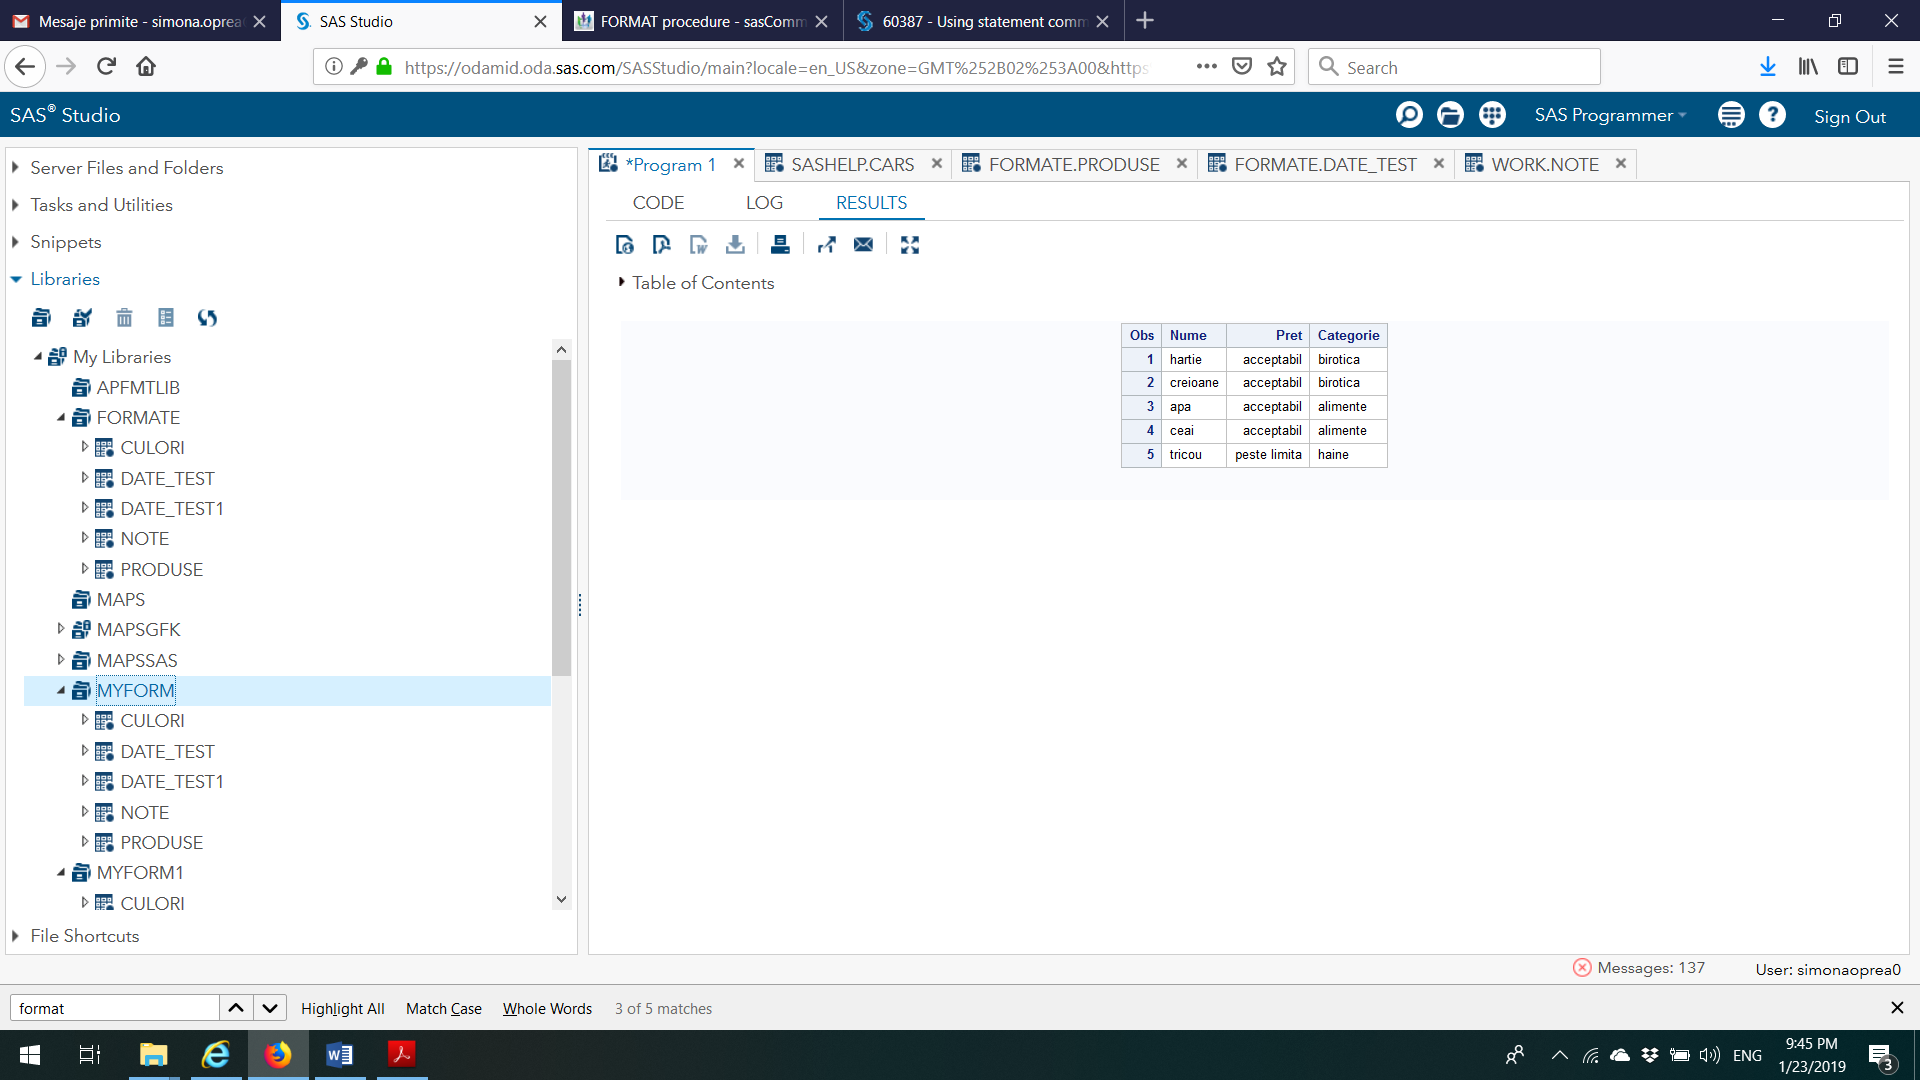 Mesaje primite - simona.oprea
SAS Studio
FORMAT procedure - sasComm
60387 - Using statement comm
https://odamid.oda.sas.com/SASStudio/main?locale=en_US&zone=GMT%252B02%253A00&https
Search
SAS® Studio
SAS Programmer
Sign Out
Server Files and Folders
Tasks and Utilities
Snippets
Libraries
My Libraries
APFMTLIB
FORMATE
CULORI
DATE_TEST
DATE_TEST1
NOTE
PRODUSE
MAPS
MAPSGFK
MAPSSAS
MYFORM
CULORI
DATE_TEST
DATE_TEST1
NOTE
PRODUSE
MYFORM1
CULORI
File Shortcuts
*Program 1
SASHELP.CARS
FORMATE.PRODUSE
FORMATE.DATE_TEST
WORK.NOTE
CODE LOG RESULTS
Table of Contents
Obs Nume Pret Categorie
1 hartie acceptabil birotica
2 creioane acceptabil birotica
3 apa acceptabil alimente
4 ceai acceptabil alimente
5 tricou peste limita haine
Messages: 137
User: simonaoprea0
format Highlight All Match Case Whole Words 3 of 5 matches
ENG
9:45 PM
1/23/2019
3